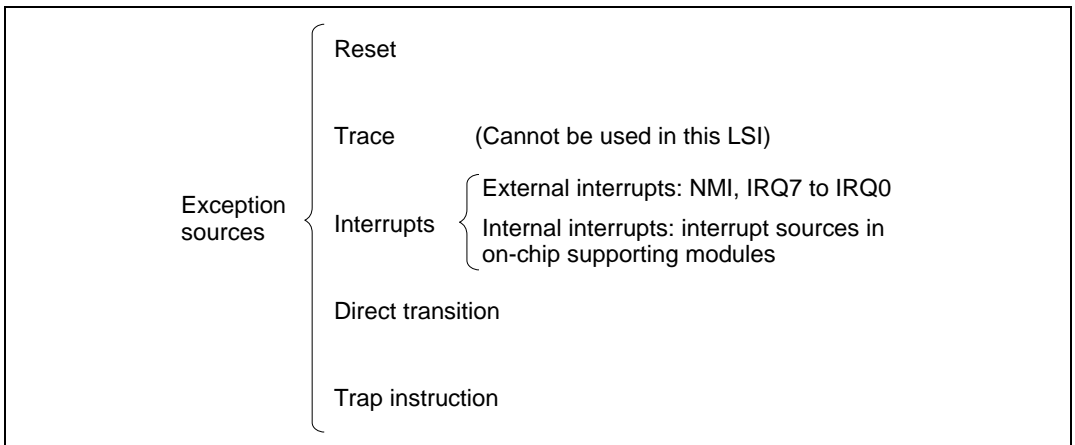 Reset
Trace (Cannot be used in this LSI)
Exception
sources
Interrupts
External interrupts: NMI, IRQ7 to IRQ0
Internal interrupts: interrupt sources in
on-chip supporting modules
Direct transition
Trap instruction